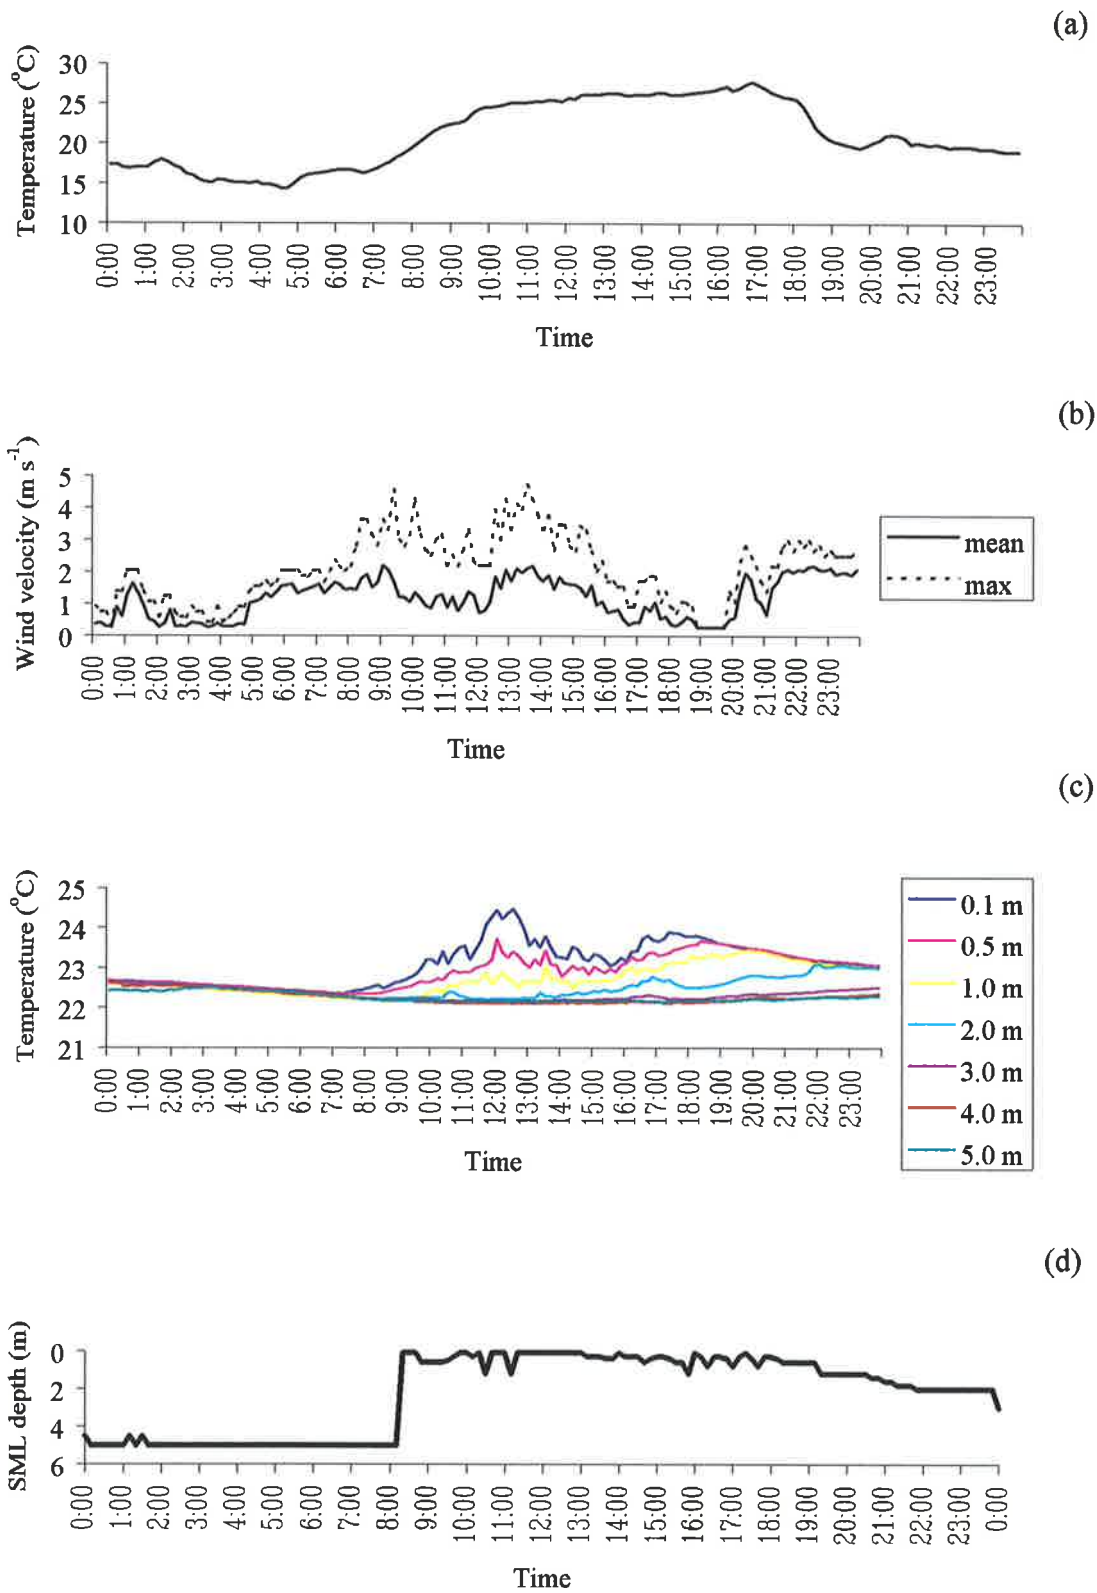 (a)
Temperature (°C)
30
25
20
15
10
0:00 1:00 2:00 3:00 4:00 5:00 6:00 7:00 8:00 9:00 10:00 11:00 12:00 13:00 14:00 15:00 16:00 17:00 18:00 19:00 20:00 21:00 22:00 23:00
Time
(b)
Wind velocity (m s⁻¹)
5
4
3
2
1
0
mean
max
0:00 1:00 2:00 3:00 4:00 5:00 6:00 7:00 8:00 9:00 10:00 11:00 12:00 13:00 14:00 15:00 16:00 17:00 18:00 19:00 20:00 21:00 22:00 23:00
Time
(c)
Temperature (°C)
25
24
23
22
21
0.1 m
0.5 m
1.0 m
2.0 m
3.0 m
4.0 m
5.0 m
0:00 1:00 2:00 3:00 4:00 5:00 6:00 7:00 8:00 9:00 10:00 11:00 12:00 13:00 14:00 15:00 16:00 17:00 18:00 19:00 20:00 21:00 22:00 23:00
Time
(d)
SML depth (m)
0
2
4
6
0:00 1:00 2:00 3:00 4:00 5:00 6:00 7:00 8:00 9:00 10:00 11:00 12:00 13:00 14:00 15:00 16:00 17:00 18:00 19:00 20:00 21:00 22:00 23:00 0:00
Time